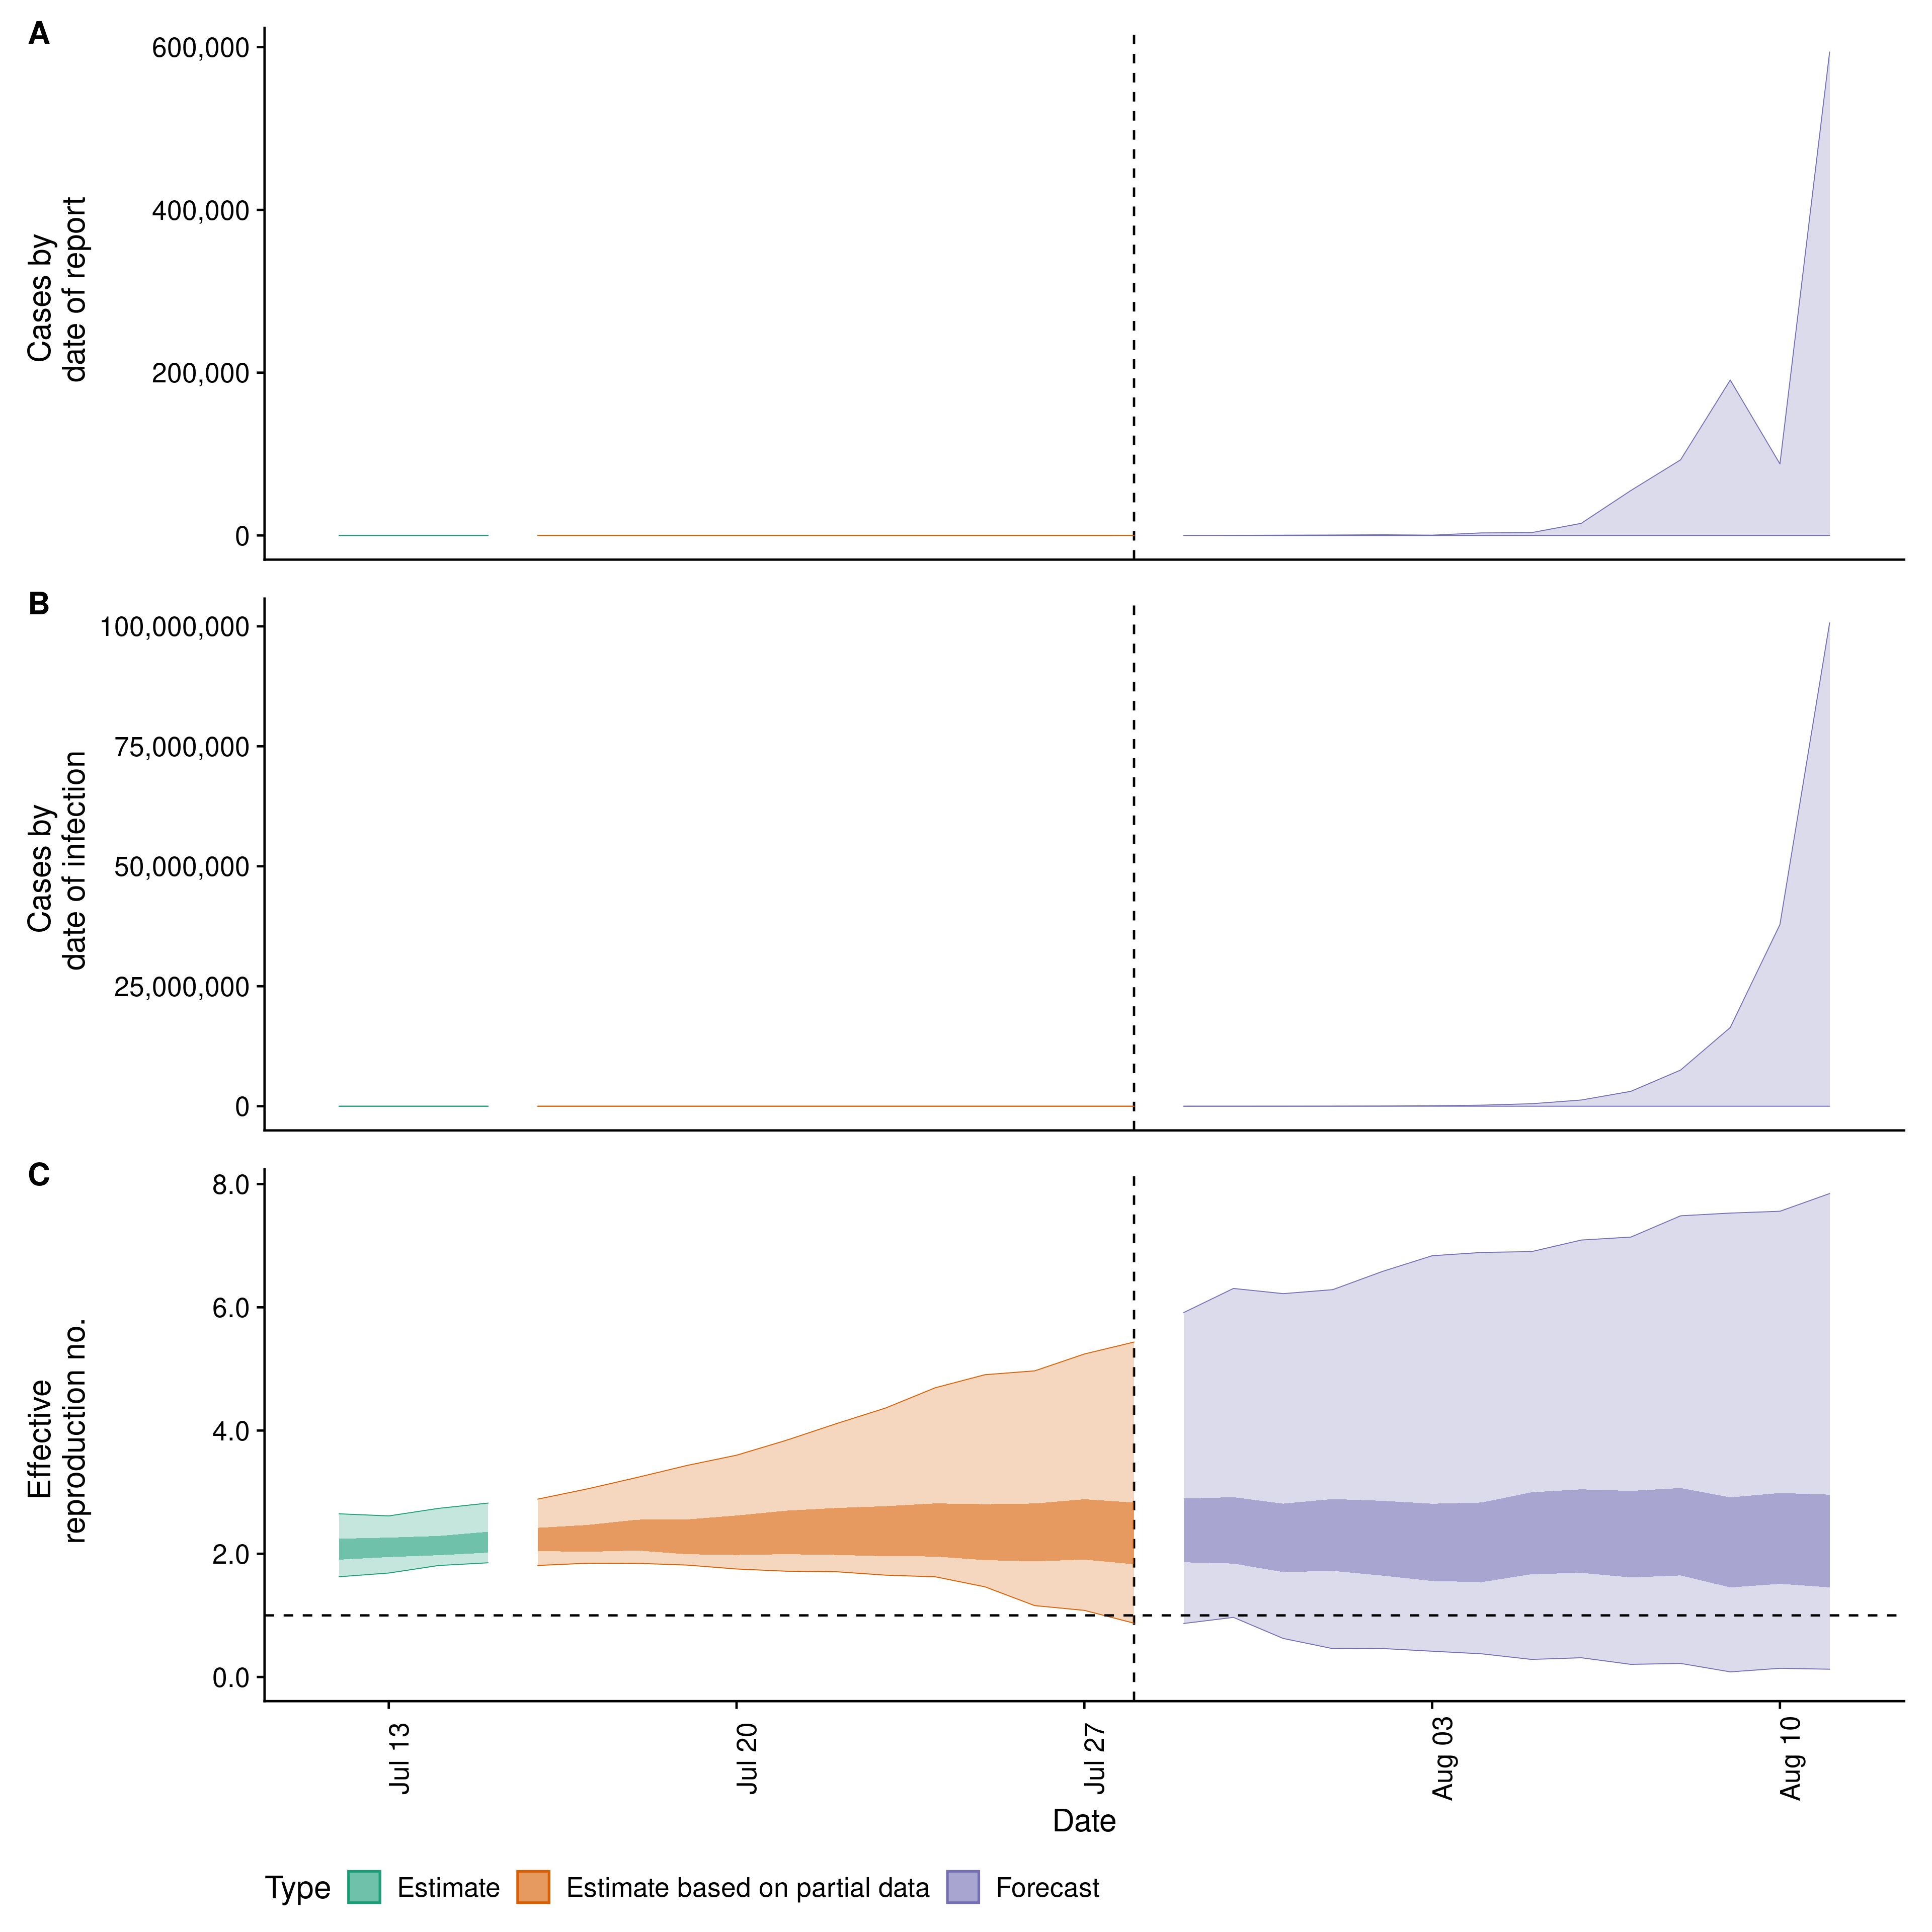 A
600,000
400,000
200,000
0
Cases by
date of report
B
100,000,000
75,000,000
50,000,000
25,000,000
0
Cases by
date of infection
C
8.0
6.0
4.0
2.0
0.0
Effective
reproduction no.
Jul 13
Jul 20
Jul 27
Aug 03
Aug 10
Date
Type Estimate Estimate based on partial data Forecast